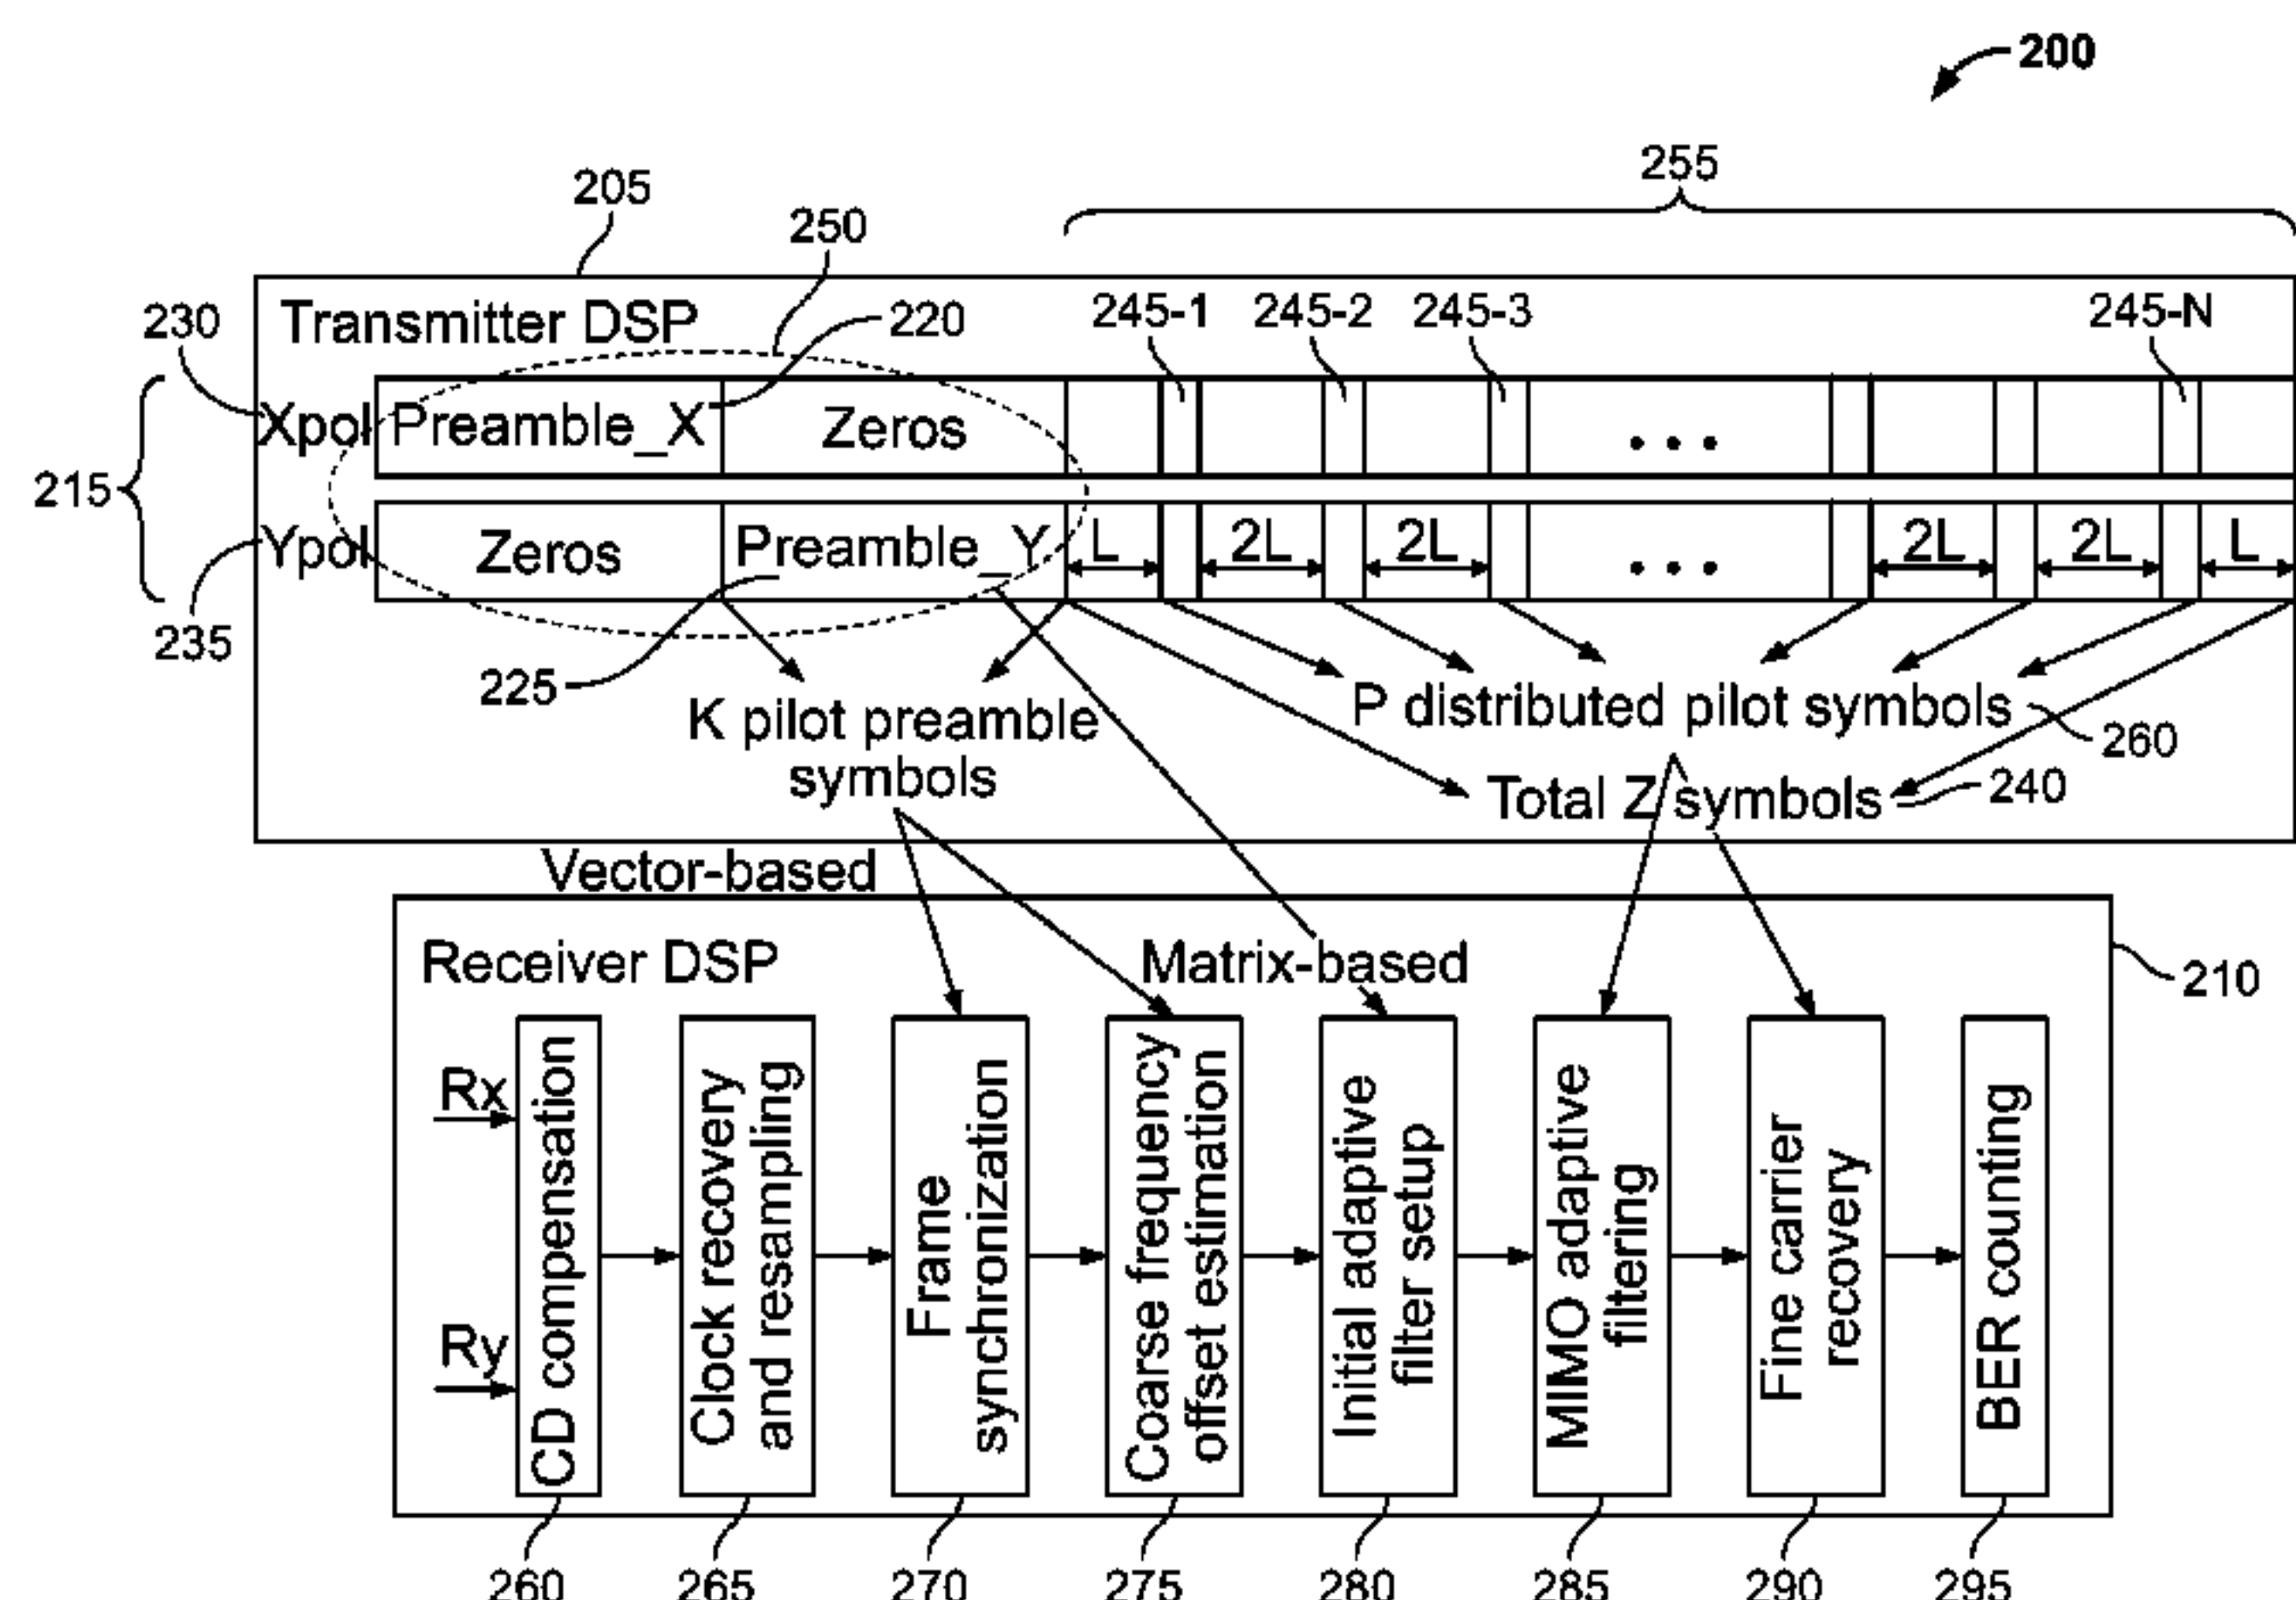 200
255
205
250
Transmitter DSP
230
220
245-1
245-2
245-3
245-N
Xpol
Preamble_X
Zeros
• • •
215
Ypol
Zeros
Preamble_Y
L
2L
2L
• • •
2L
2L
L
235
225
K pilot preamble
symbols
P distributed pilot symbols
260
Total Z symbols
240
Vector-based
Receiver DSP
Matrix-based
210
Rx
Ry
CD compensation
Clock recovery
and resampling
Frame
synchronization
Coarse frequency
offset estimation
Initial adaptive
filter setup
MIMO adaptive
filtering
Fine carrier
recovery
BER counting
260
265
270
275
280
285
290
295